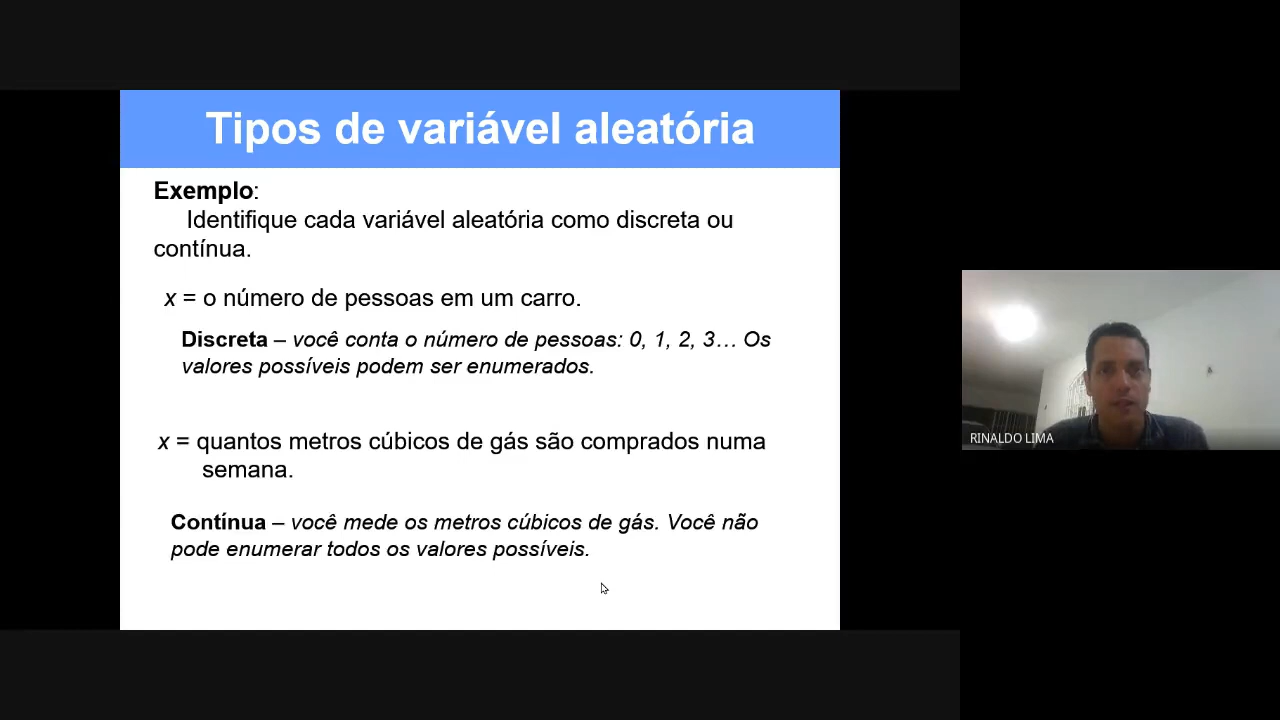 Tipos de variável aleatória
Exemplo:
Identifique cada variável aleatória como discreta ou
contínua.
x = o número de pessoas em um carro.
Discreta – você conta o número de pessoas: 0, 1, 2, 3… Os
valores possíveis podem ser enumerados.
x = quantos metros cúbicos de gás são comprados numa
semana.
Contínua – você mede os metros cúbicos de gás. Você não
pode enumerar todos os valores possíveis.
RINALDO LIMA